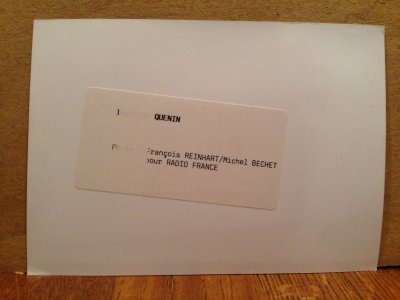 QUENIN
François REINHART/Michel BECHET
pour RADIO FRANCE